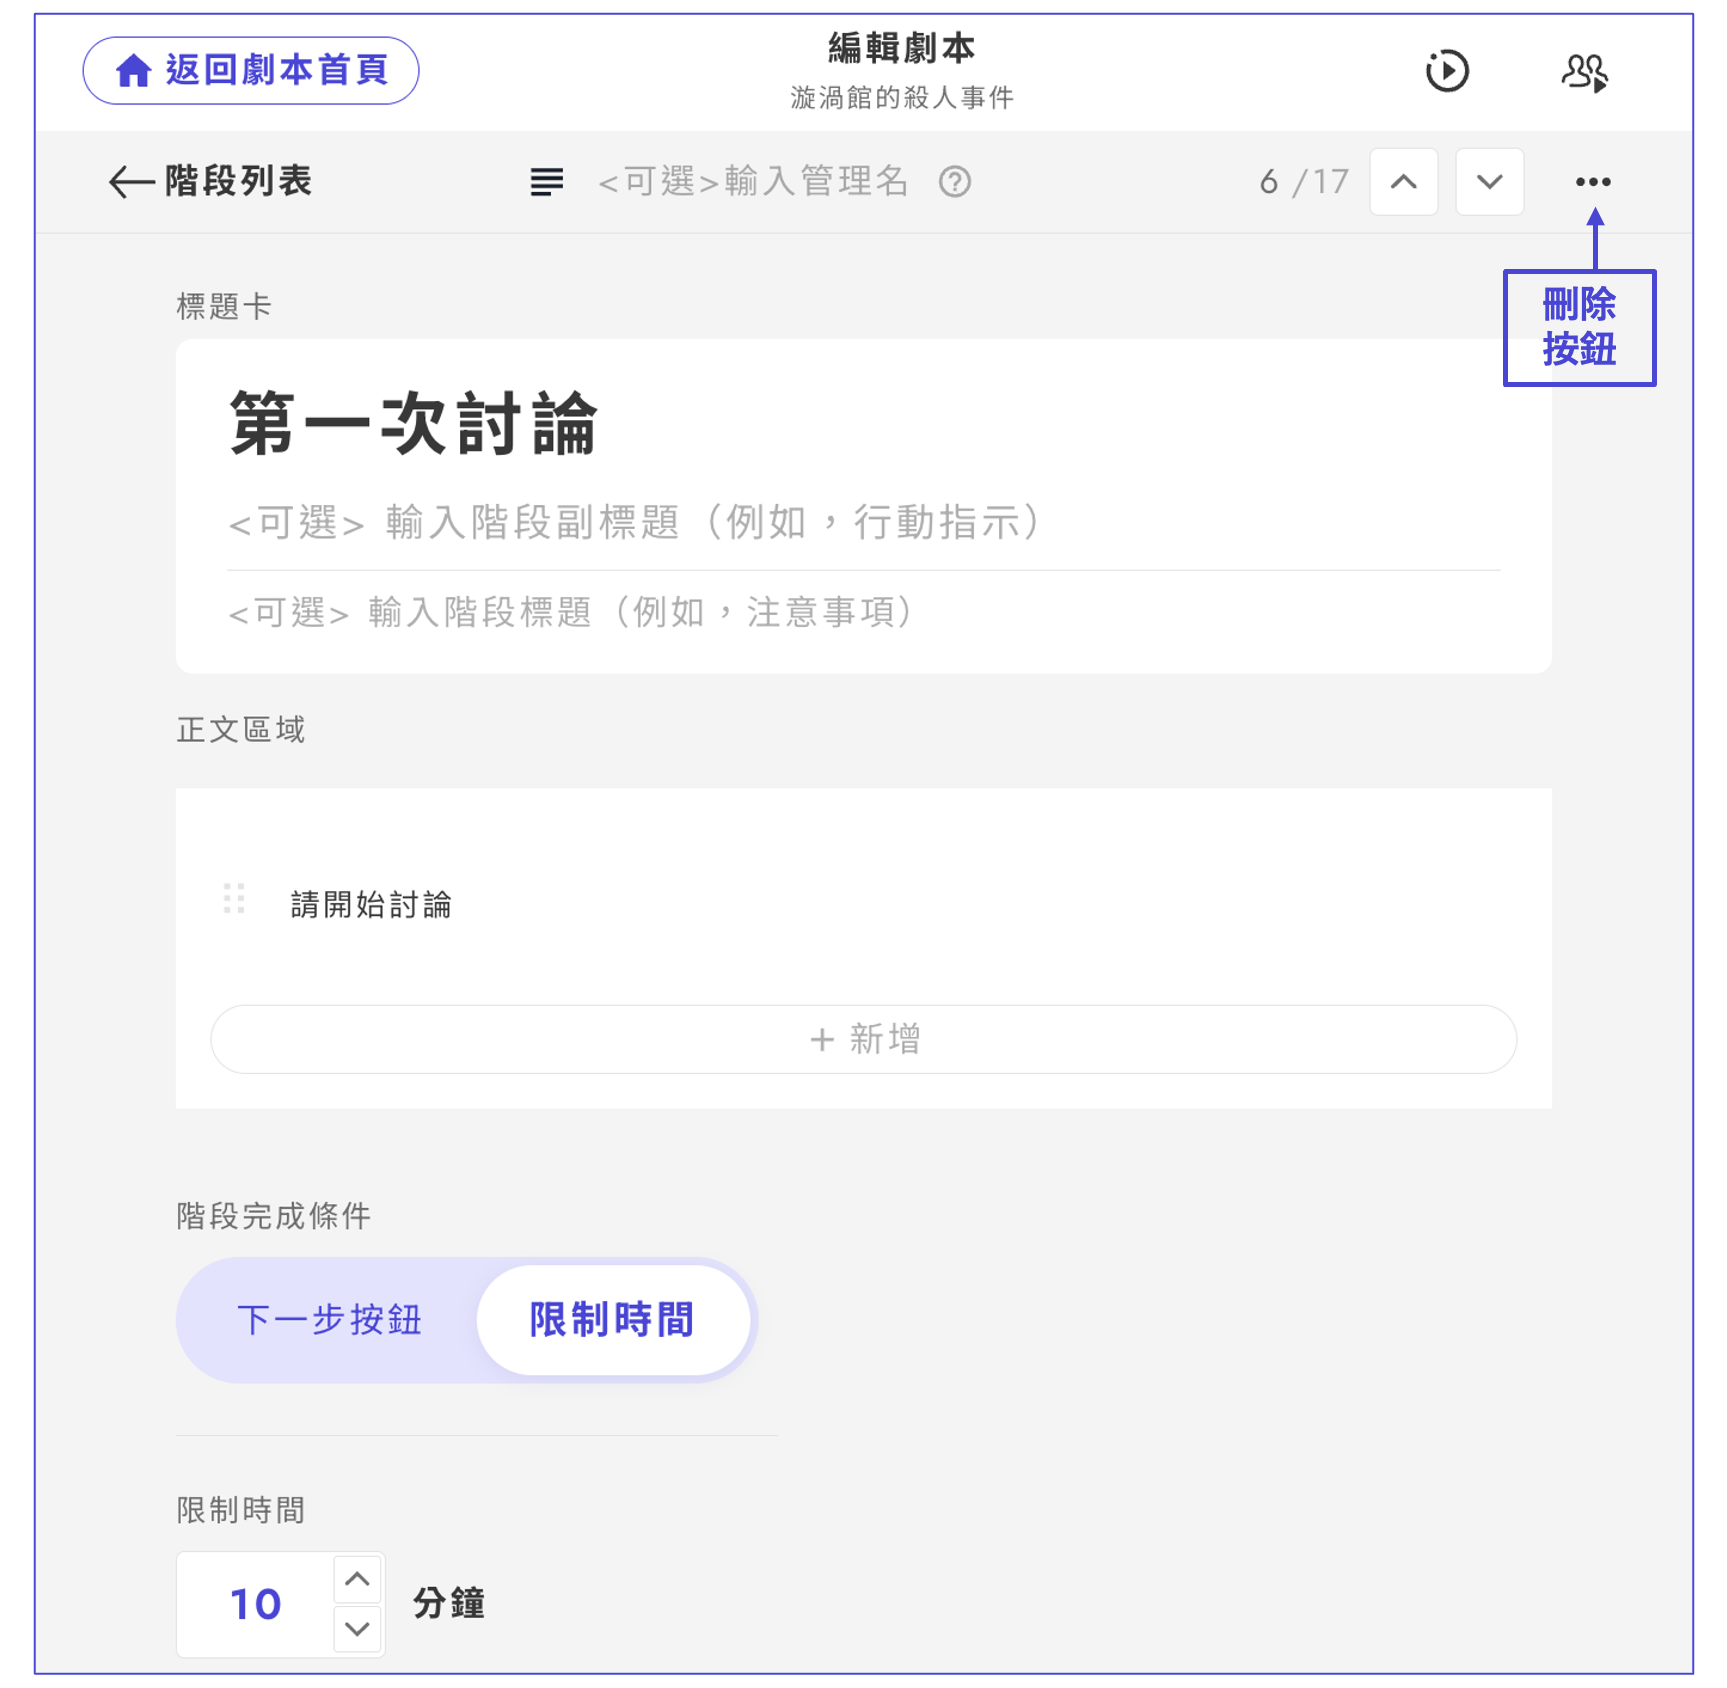 返回劇本首頁
編輯劇本
漩渦館的殺人事件
階段列表
<可選>輸入管理名
6 /17
刪除
按鈕
標題卡
第一次討論
<可選> 輸入階段副標題（例如，行動指示）
<可選> 輸入階段標題（例如，注意事項）
正文區域
請開始討論
+ 新增
階段完成條件
下一步按鈕
限制時間
限制時間
10
分鐘